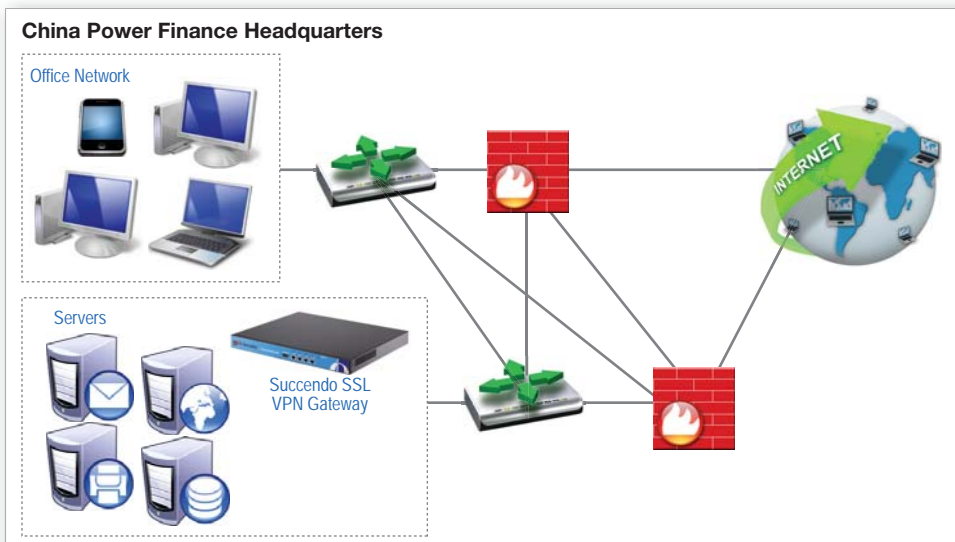 China Power Finance Headquarters
Office Network
INTERNET
Servers
Succendo SSL
VPN Gateway